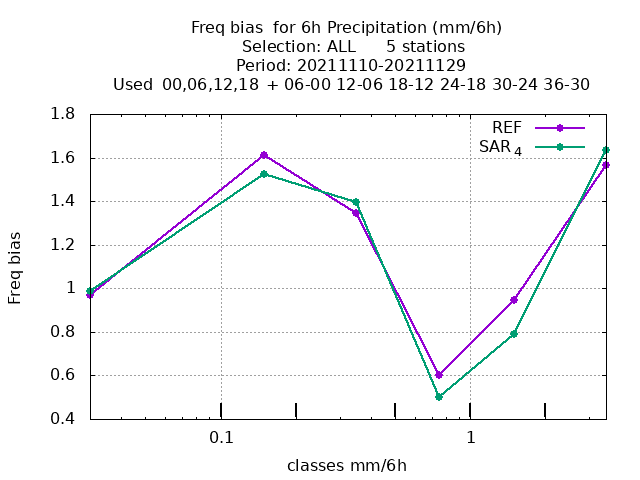 Freq bias  for 6h Precipitation (mm/6h)
Selection: ALL      5 stations
Period: 20211110-20211129
Used  00,06,12,18  + 06-00 12-06 18-12 24-18 30-24 36-30
1.8
1.6
1.4
1.2
1
0.8
0.6
0.4
Freq bias
REF
SAR 4
0.1
1
classes mm/6h